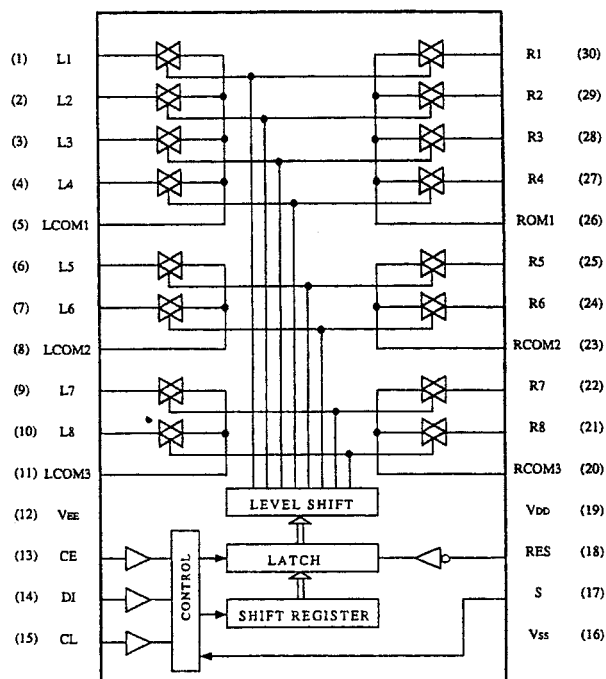 (1) L1 R1 (30)
(2) L2 R2 (29)
(3) L3 R3 (28)
(4) L4 R4 (27)
(5) LCOM1 ROM1 (26)
(6) L5 R5 (25)
(7) L6 R6 (24)
(8) LCOM2 RCOM2 (23)
(9) L7 R7 (22)
(10) L8 R8 (21)
(11) LCOM3 RCOM3 (20)
(12) VEE LEVEL SHIFT VDD (19)
(13) CE LATCH RES (18)
(14) DI CONTROL SHIFT REGISTER S (17)
(15) CL Vss (16)